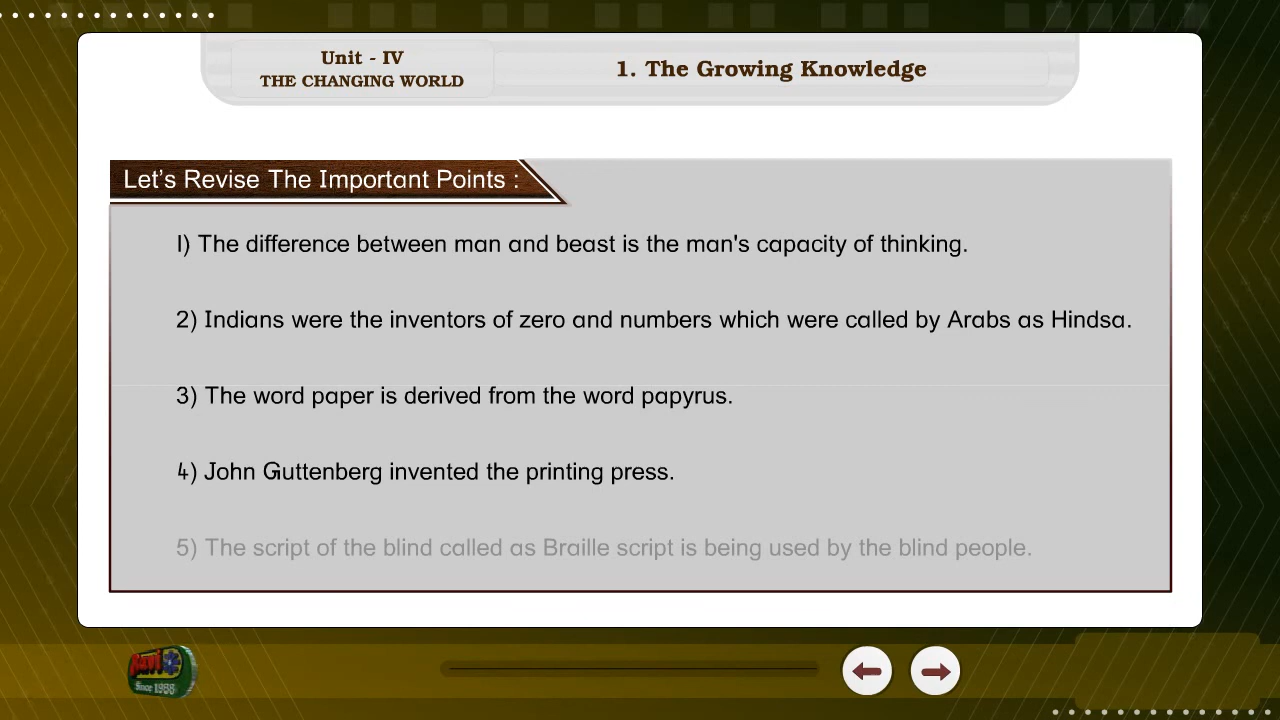 Unit - IV
THE CHANGING WORLD
1. The Growing Knowledge
Let's Revise The Important Points :
1) The difference between man and beast is the man's capacity of thinking.
2) Indians were the inventors of zero and numbers which were called by Arabs as Hindsa.
3) The word paper is derived from the word papyrus.
4) John Guttenberg invented the printing press.
5) The script of the blind called as Braille script is being used by the blind people.
Navi
Since 1988